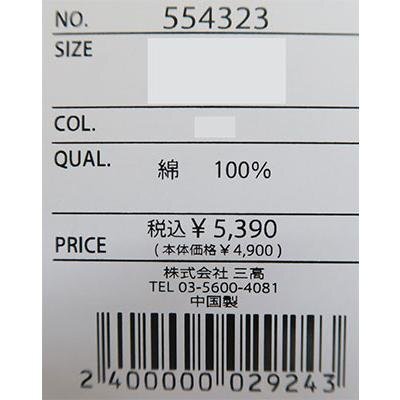 NO. 554323
SIZE
COL.
QUAL. 綿 100%
PRICE 税込¥5,390
(本体価格¥4,900)
株式会社 三高
TEL 03-5600-4081
中国製
2 400000 029243